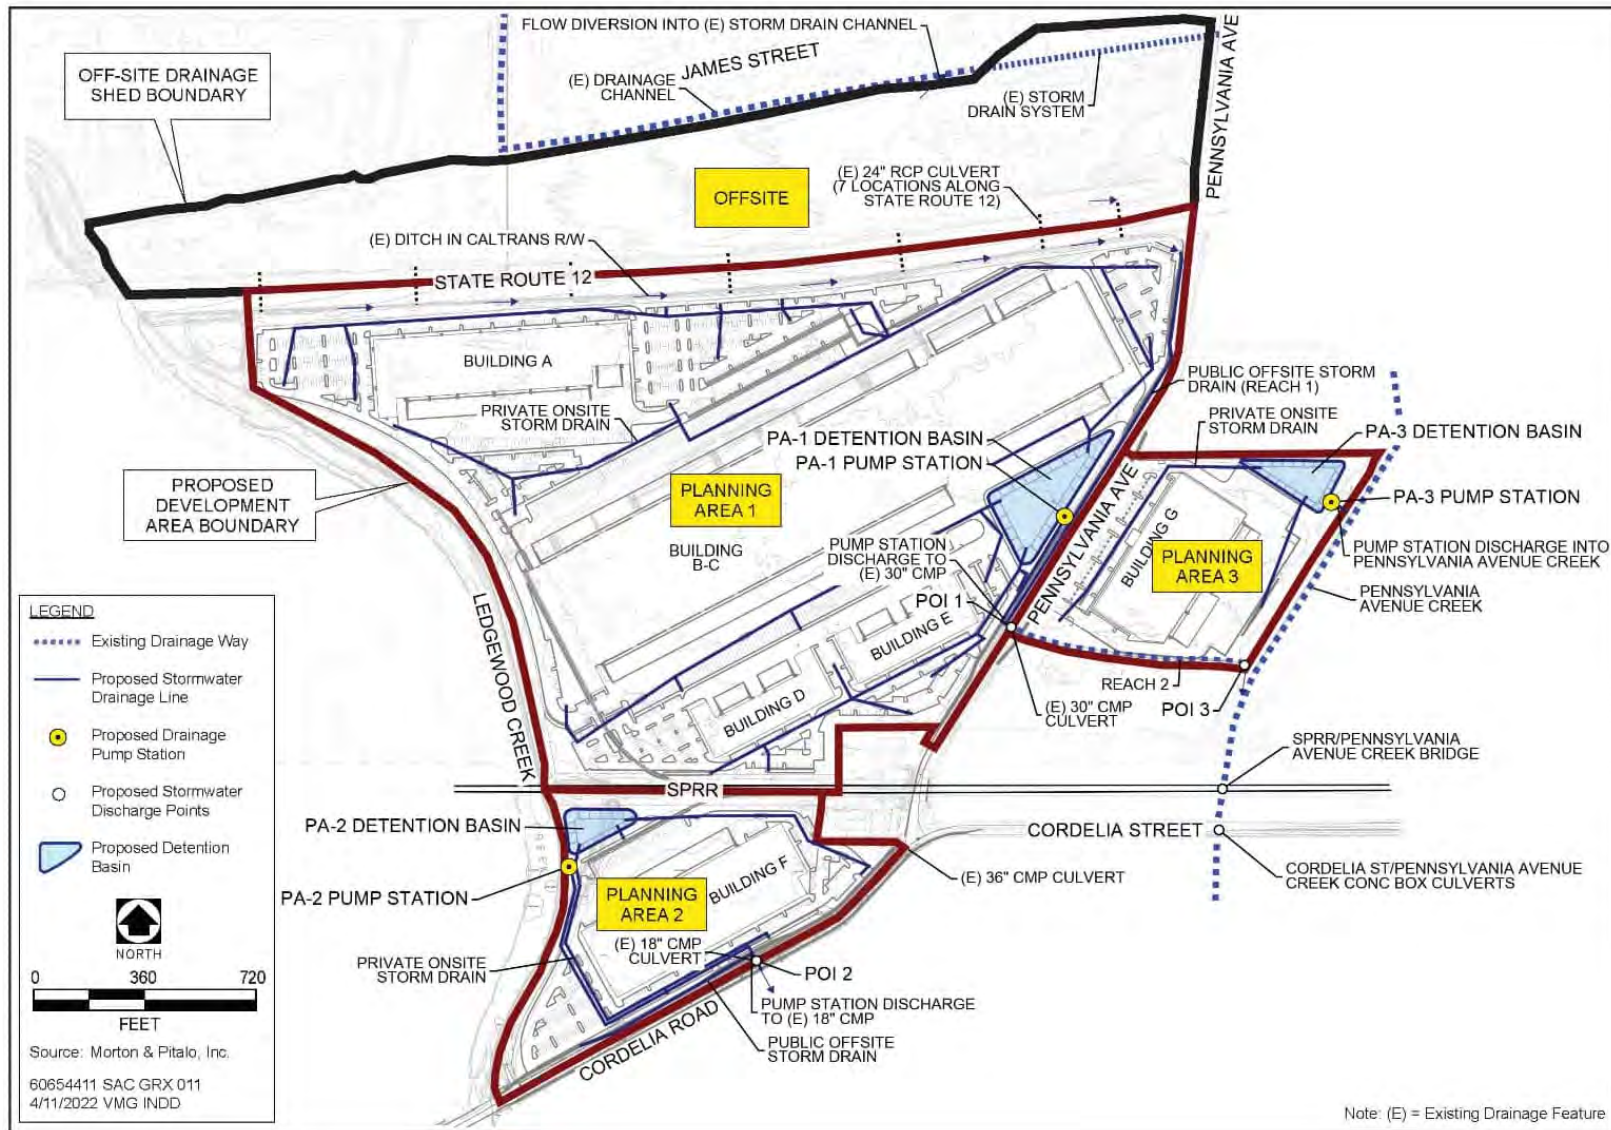 FLOW DIVERSION INTO (E) STORM DRAIN CHANNEL
JAMES STREET
(E) DRAINAGE
CHANNEL
(E) STORM
DRAIN SYSTEM
PENNSYLVANIA AVE
OFF-SITE DRAINAGE
SHED BOUNDARY
OFFSITE
(E) 24" RCP CULVERT
(7 LOCATIONS ALONG
STATE ROUTE 12)
(E) DITCH IN CALTRANS R/W
STATE ROUTE 12
BUILDING A
PRIVATE ONSITE
STORM DRAIN
PUBLIC OFFSITE STORM
DRAIN (REACH 1)
PRIVATE ONSITE
STORM DRAIN
PA-1 DETENTION BASIN
PA-1 PUMP STATION
PA-3 DETENTION BASIN
PA-3 PUMP STATION
PROPOSED
DEVELOPMENT
AREA BOUNDARY
PLANNING
AREA 1
BUILDING
B-C
PUMP STATION
DISCHARGE TO
(E) 30" CMP
POI 1
PENNSYLVANIA AVE
BUILDING G
PLANNING
AREA 3
PUMP STATION DISCHARGE INTO
PENNSYLVANIA AVENUE CREEK
PENNSYLVANIA
AVENUE CREEK
LEDGEWOOD CREEK
BUILDING E
BUILDING D
REACH 2
(E) 30" CMP
CULVERT
POI 3
SPRR/PENNSYLVANIA
AVENUE CREEK BRIDGE
SPRR
CORDELIA STREET
CORDELIA ST/PENNSYLVANIA AVENUE
CREEK CONC BOX CULVERTS
PA-2 DETENTION BASIN
PA-2 PUMP STATION
BUILDING F
PLANNING
AREA 2
(E) 36" CMP CULVERT
(E) 18" CMP
CULVERT
POI 2
PRIVATE ONSITE
STORM DRAIN
PUMP STATION DISCHARGE
TO (E) 18" CMP
PUBLIC OFFSITE
STORM DRAIN
CORDELIA ROAD
LEGEND
Existing Drainage Way
Proposed Stormwater
Drainage Line
Proposed Drainage
Pump Station
Proposed Stormwater
Discharge Points
Proposed Detention
Basin
NORTH
0 360 720
FEET
Source: Morton & Pitalo, Inc.
60654411 SAC GRX 011
4/11/2022 VMG INDD
Note: (E) = Existing Drainage Feature